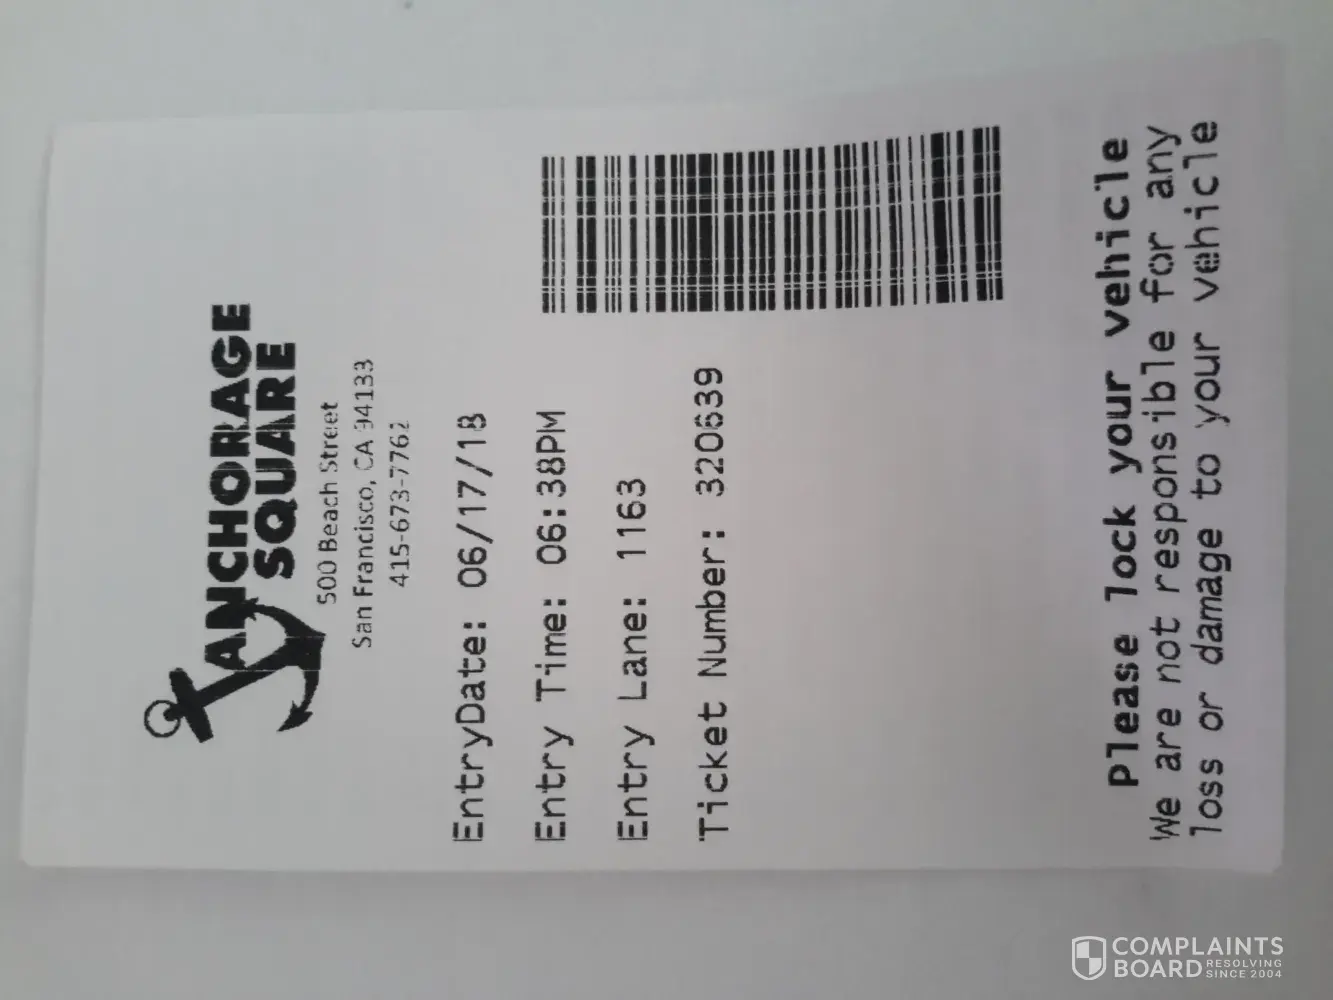 ANCHORAGE
SQUARE
500 Beach Street
San Francisco, CA 94133
415-673-7762
EntryDate: 06/17/18
Entry Time: 06:38PM
Entry Lane: 1163
Ticket Number: 320639
Please lock your vehicle
We are not responsible for any
loss or damage to your vehicle
COMPLAINTS
BOARD RESOLVING
SINCE 2004